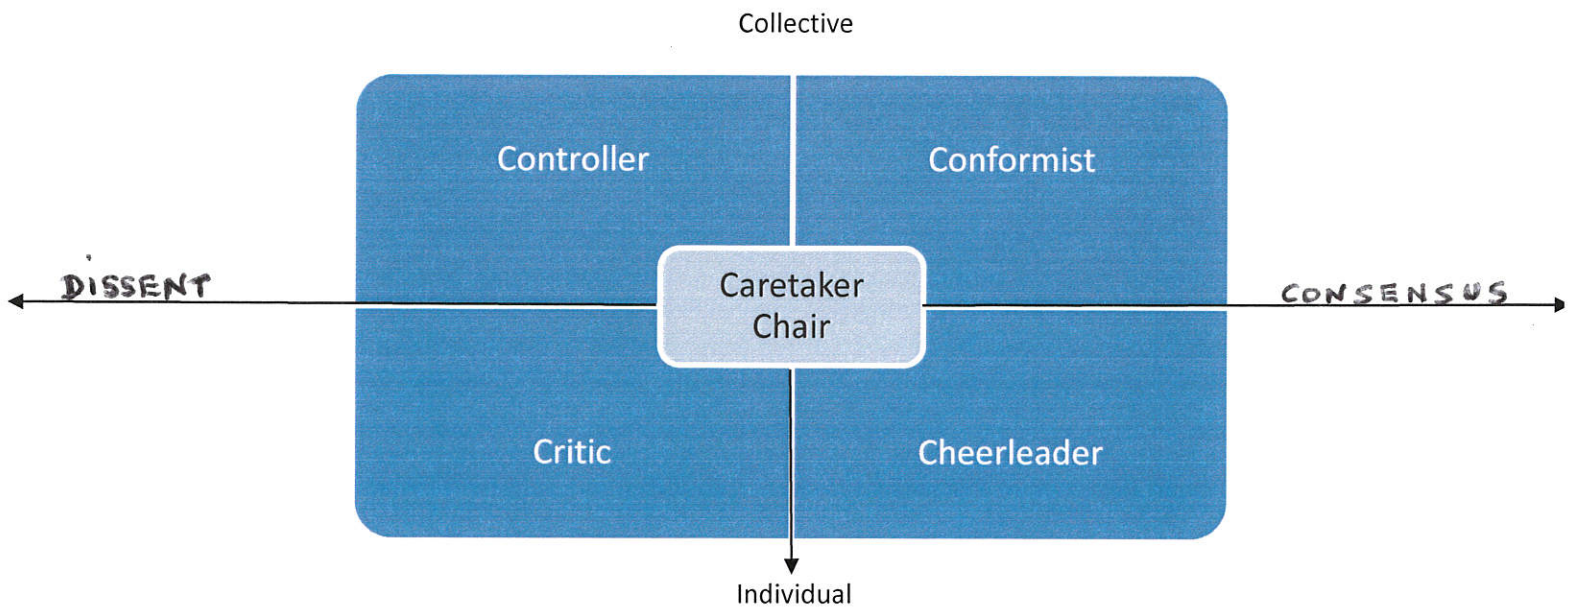 Collective
Controller
Conformist
DISSENT
Caretaker
Chair
CONSENSUS
Critic
Cheerleader
Individual